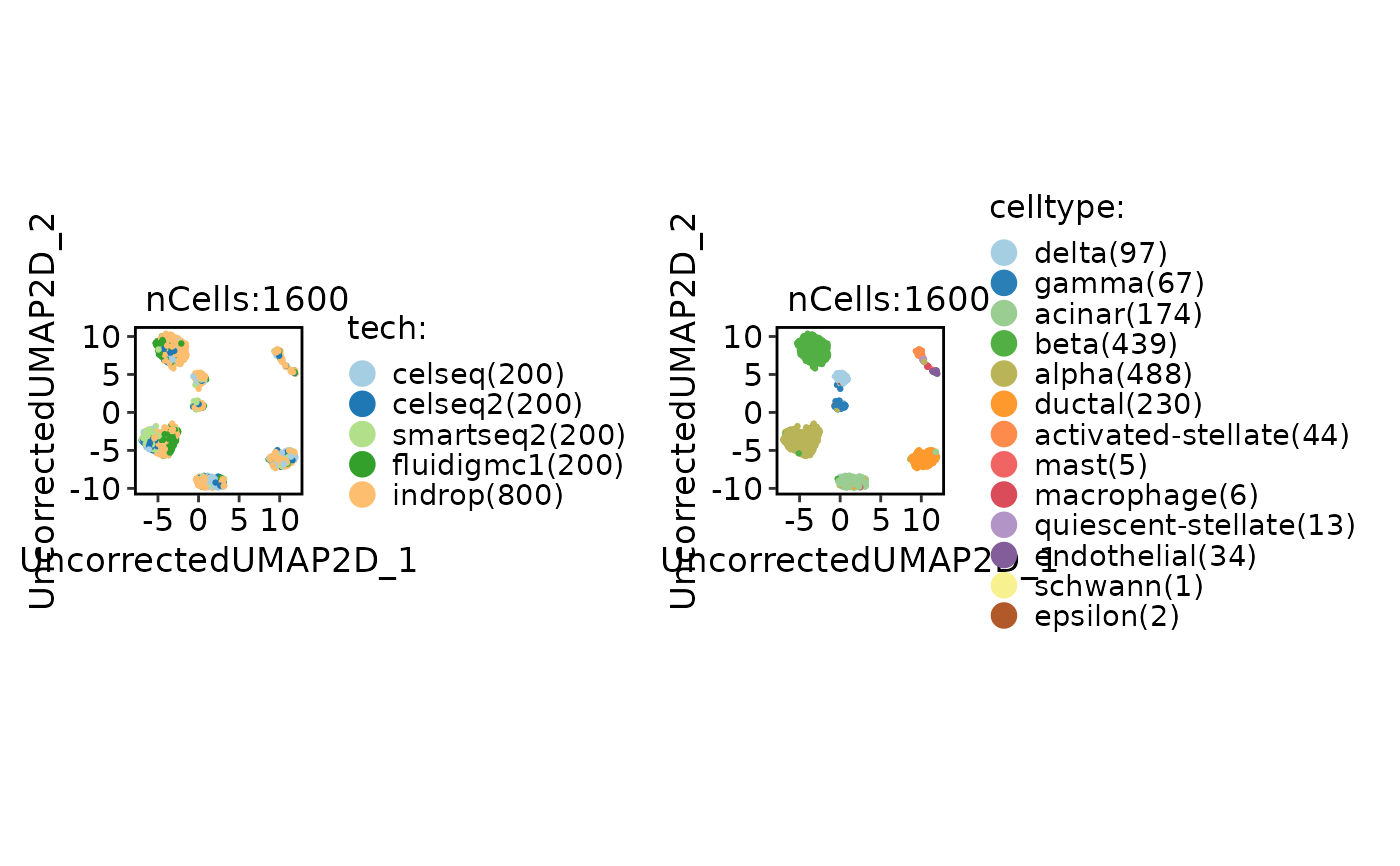 nCells:1600
UncorrectedUMAP2D_2
10
5
0
-5
-10
-5 0 5 10
UncorrectedUMAP2D_1
tech:
celseq(200)
celseq2(200)
smartseq2(200)
fluidigmc1(200)
indrop(800)
nCells:1600
UncorrectedUMAP2D_2
10
5
0
-5
-10
-5 0 5 10
UncorrectedUMAP2D_1
celltype:
delta(97)
gamma(67)
acinar(174)
beta(439)
alpha(488)
ductal(230)
activated-stellate(44)
mast(5)
macrophage(6)
quiescent-stellate(13)
endothelial(34)
schwann(1)
epsilon(2)